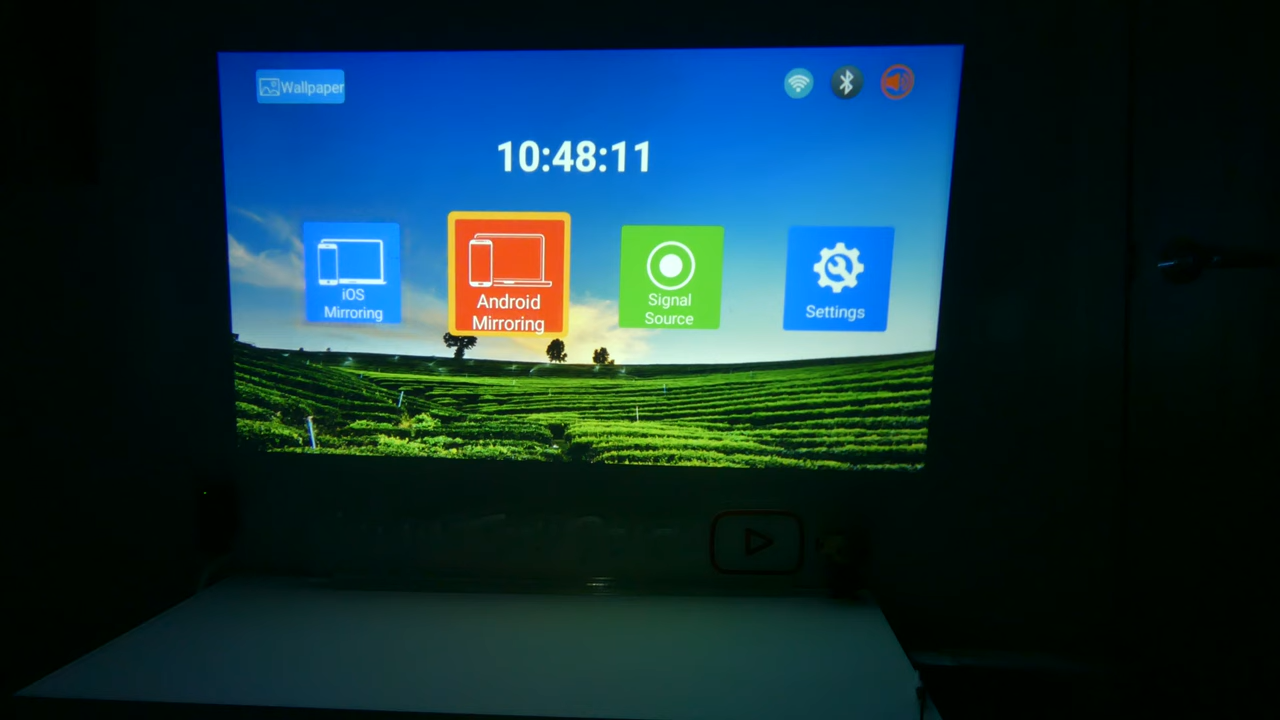 Wallpaper
10:48:11
iOS
Mirroring
Android
Mirroring
Signal
Source
Settings